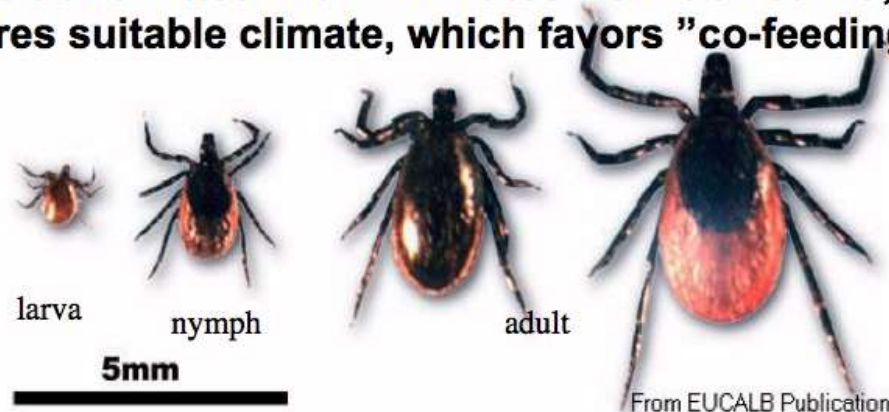 res suitable climate, which favors ”co-feeding
larva
nymph
adult
5mm
From EUCALB Publication